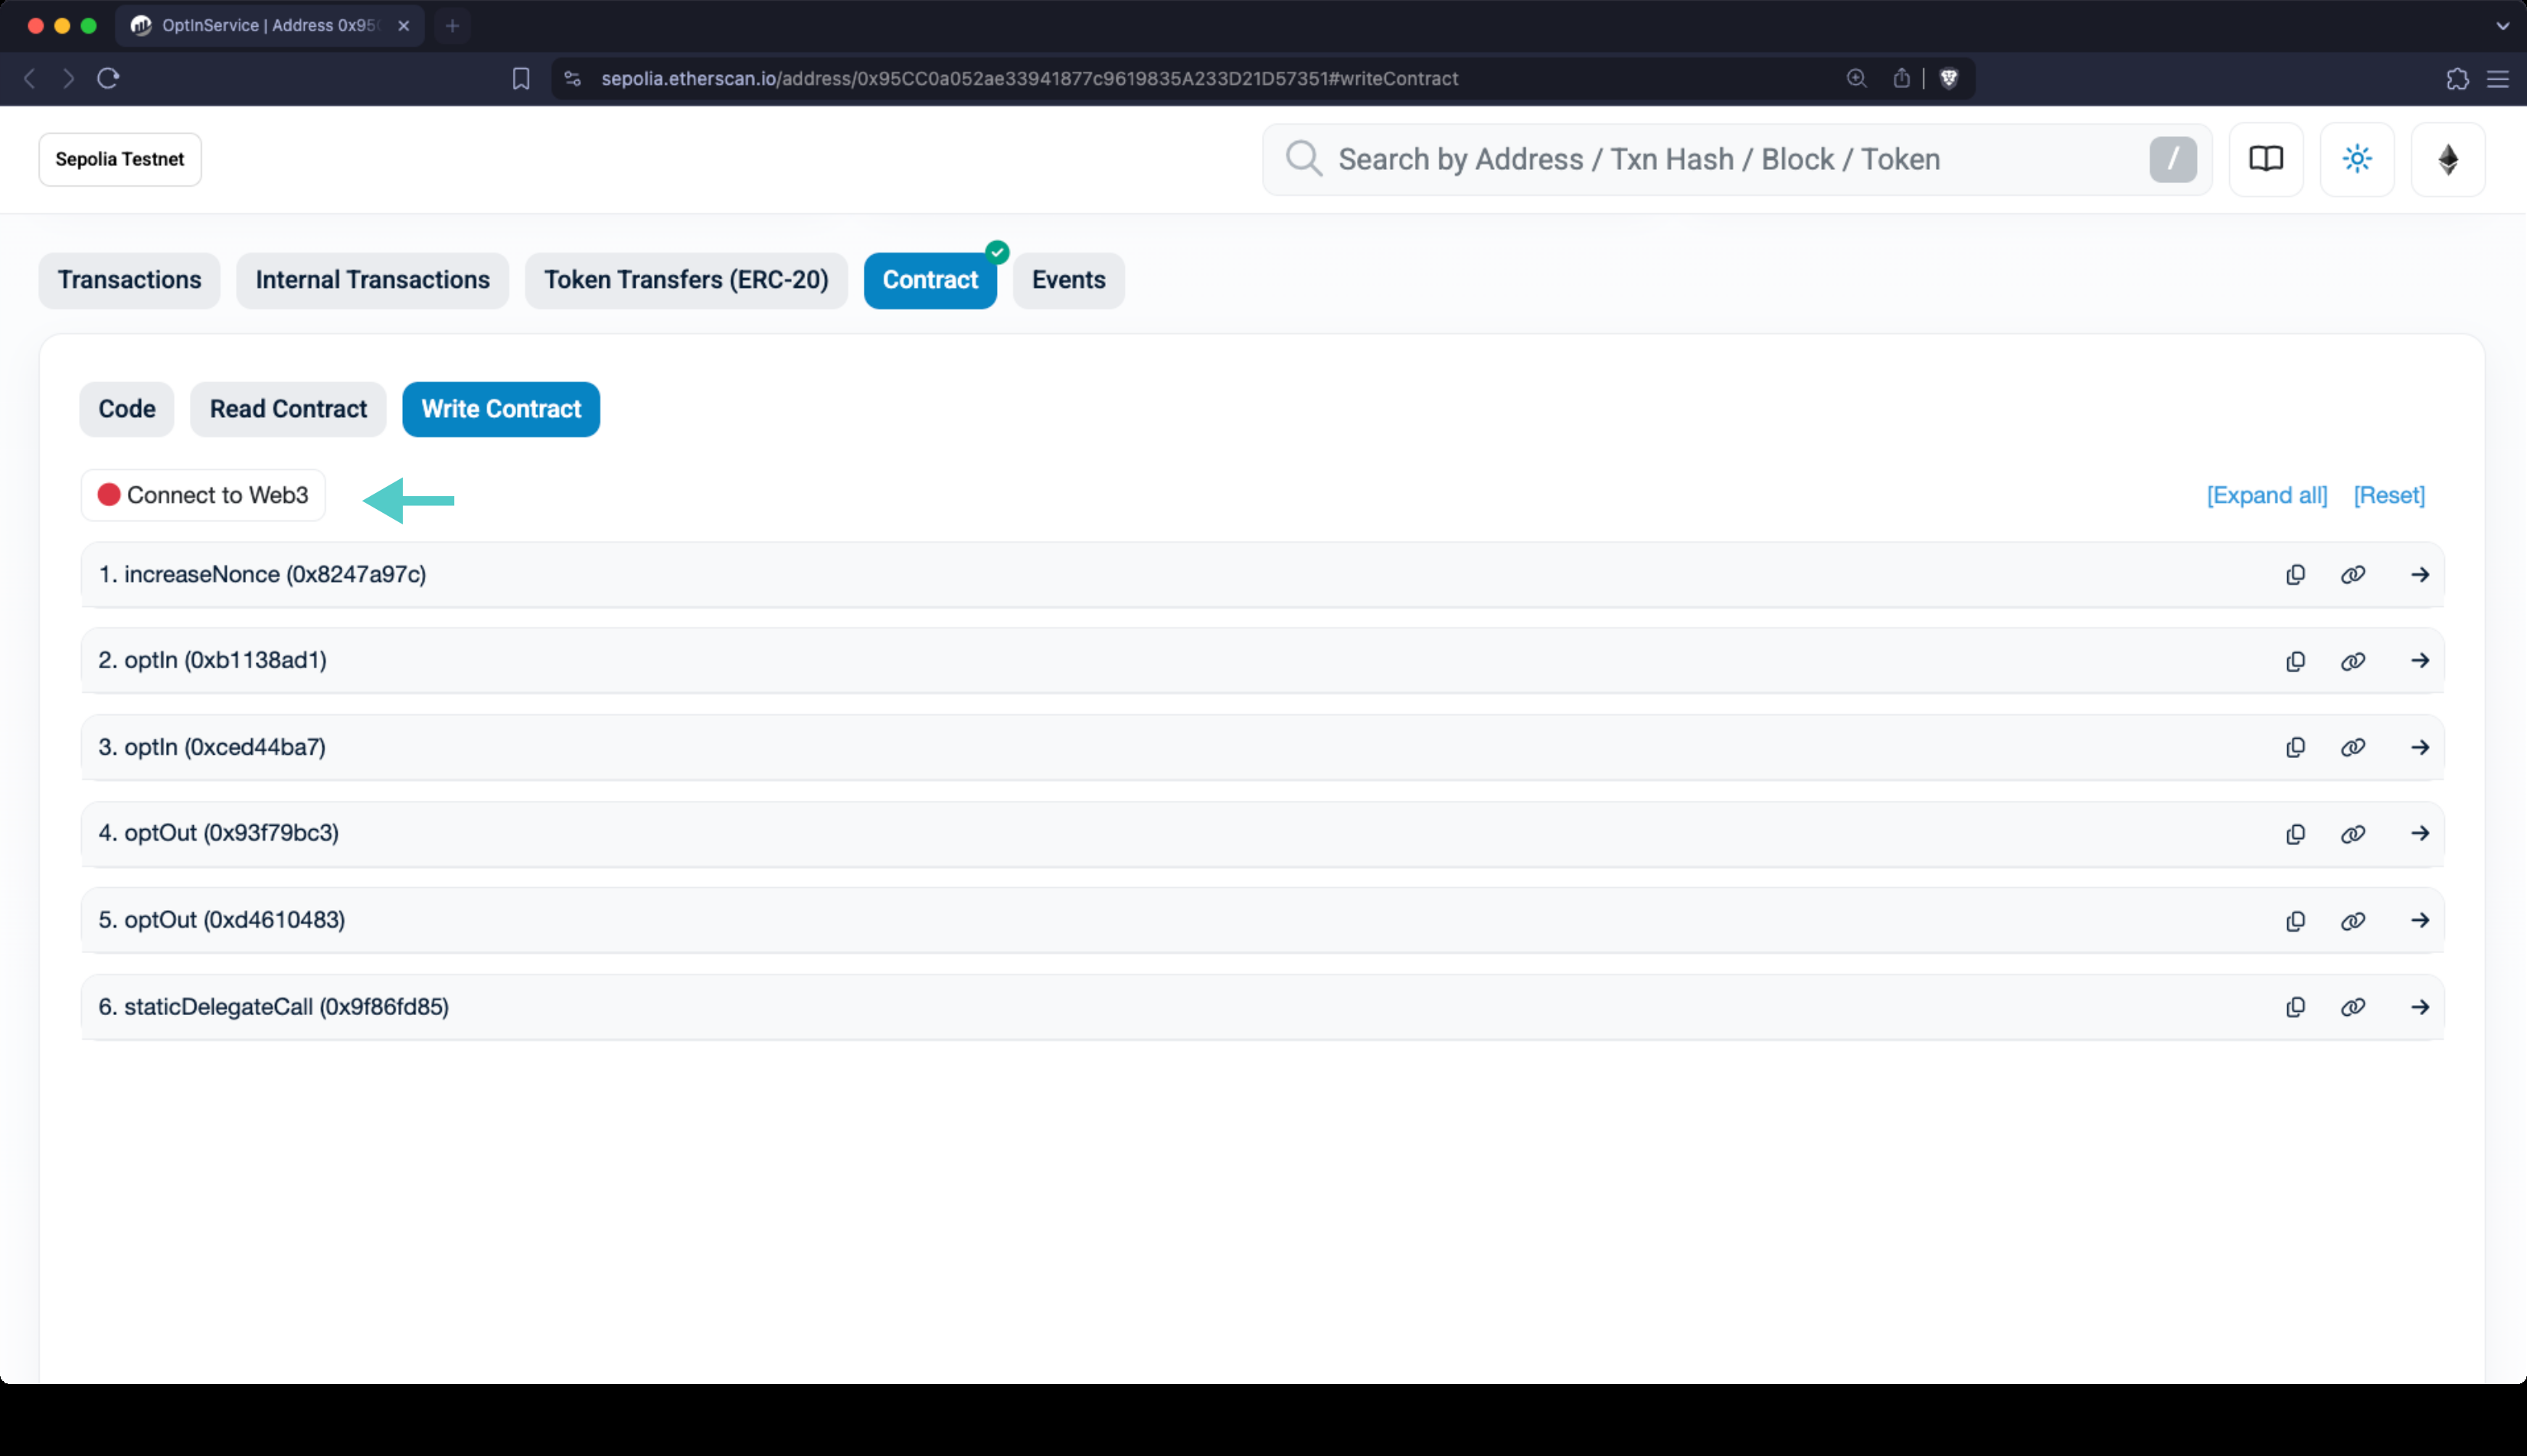 OptInService | Address 0x95
sepolia.etherscan.io/address/0x95CC0a052ae33941877c9619835A233D21D57351#writeContract
Sepolia Testnet
Search by Address / Txn Hash / Block / Token
/
Transactions
Internal Transactions
Token Transfers (ERC-20)
Contract
Events
Code
Read Contract
Write Contract
Connect to Web3
[Expand all]
[Reset]
1. increaseNonce (0x8247a97c)
2. optIn (0xb1138ad1)
3. optIn (0xced44ba7)
4. optOut (0x93f79bc3)
5. optOut (0xd4610483)
6. staticDelegateCall (0x9f86fd85)